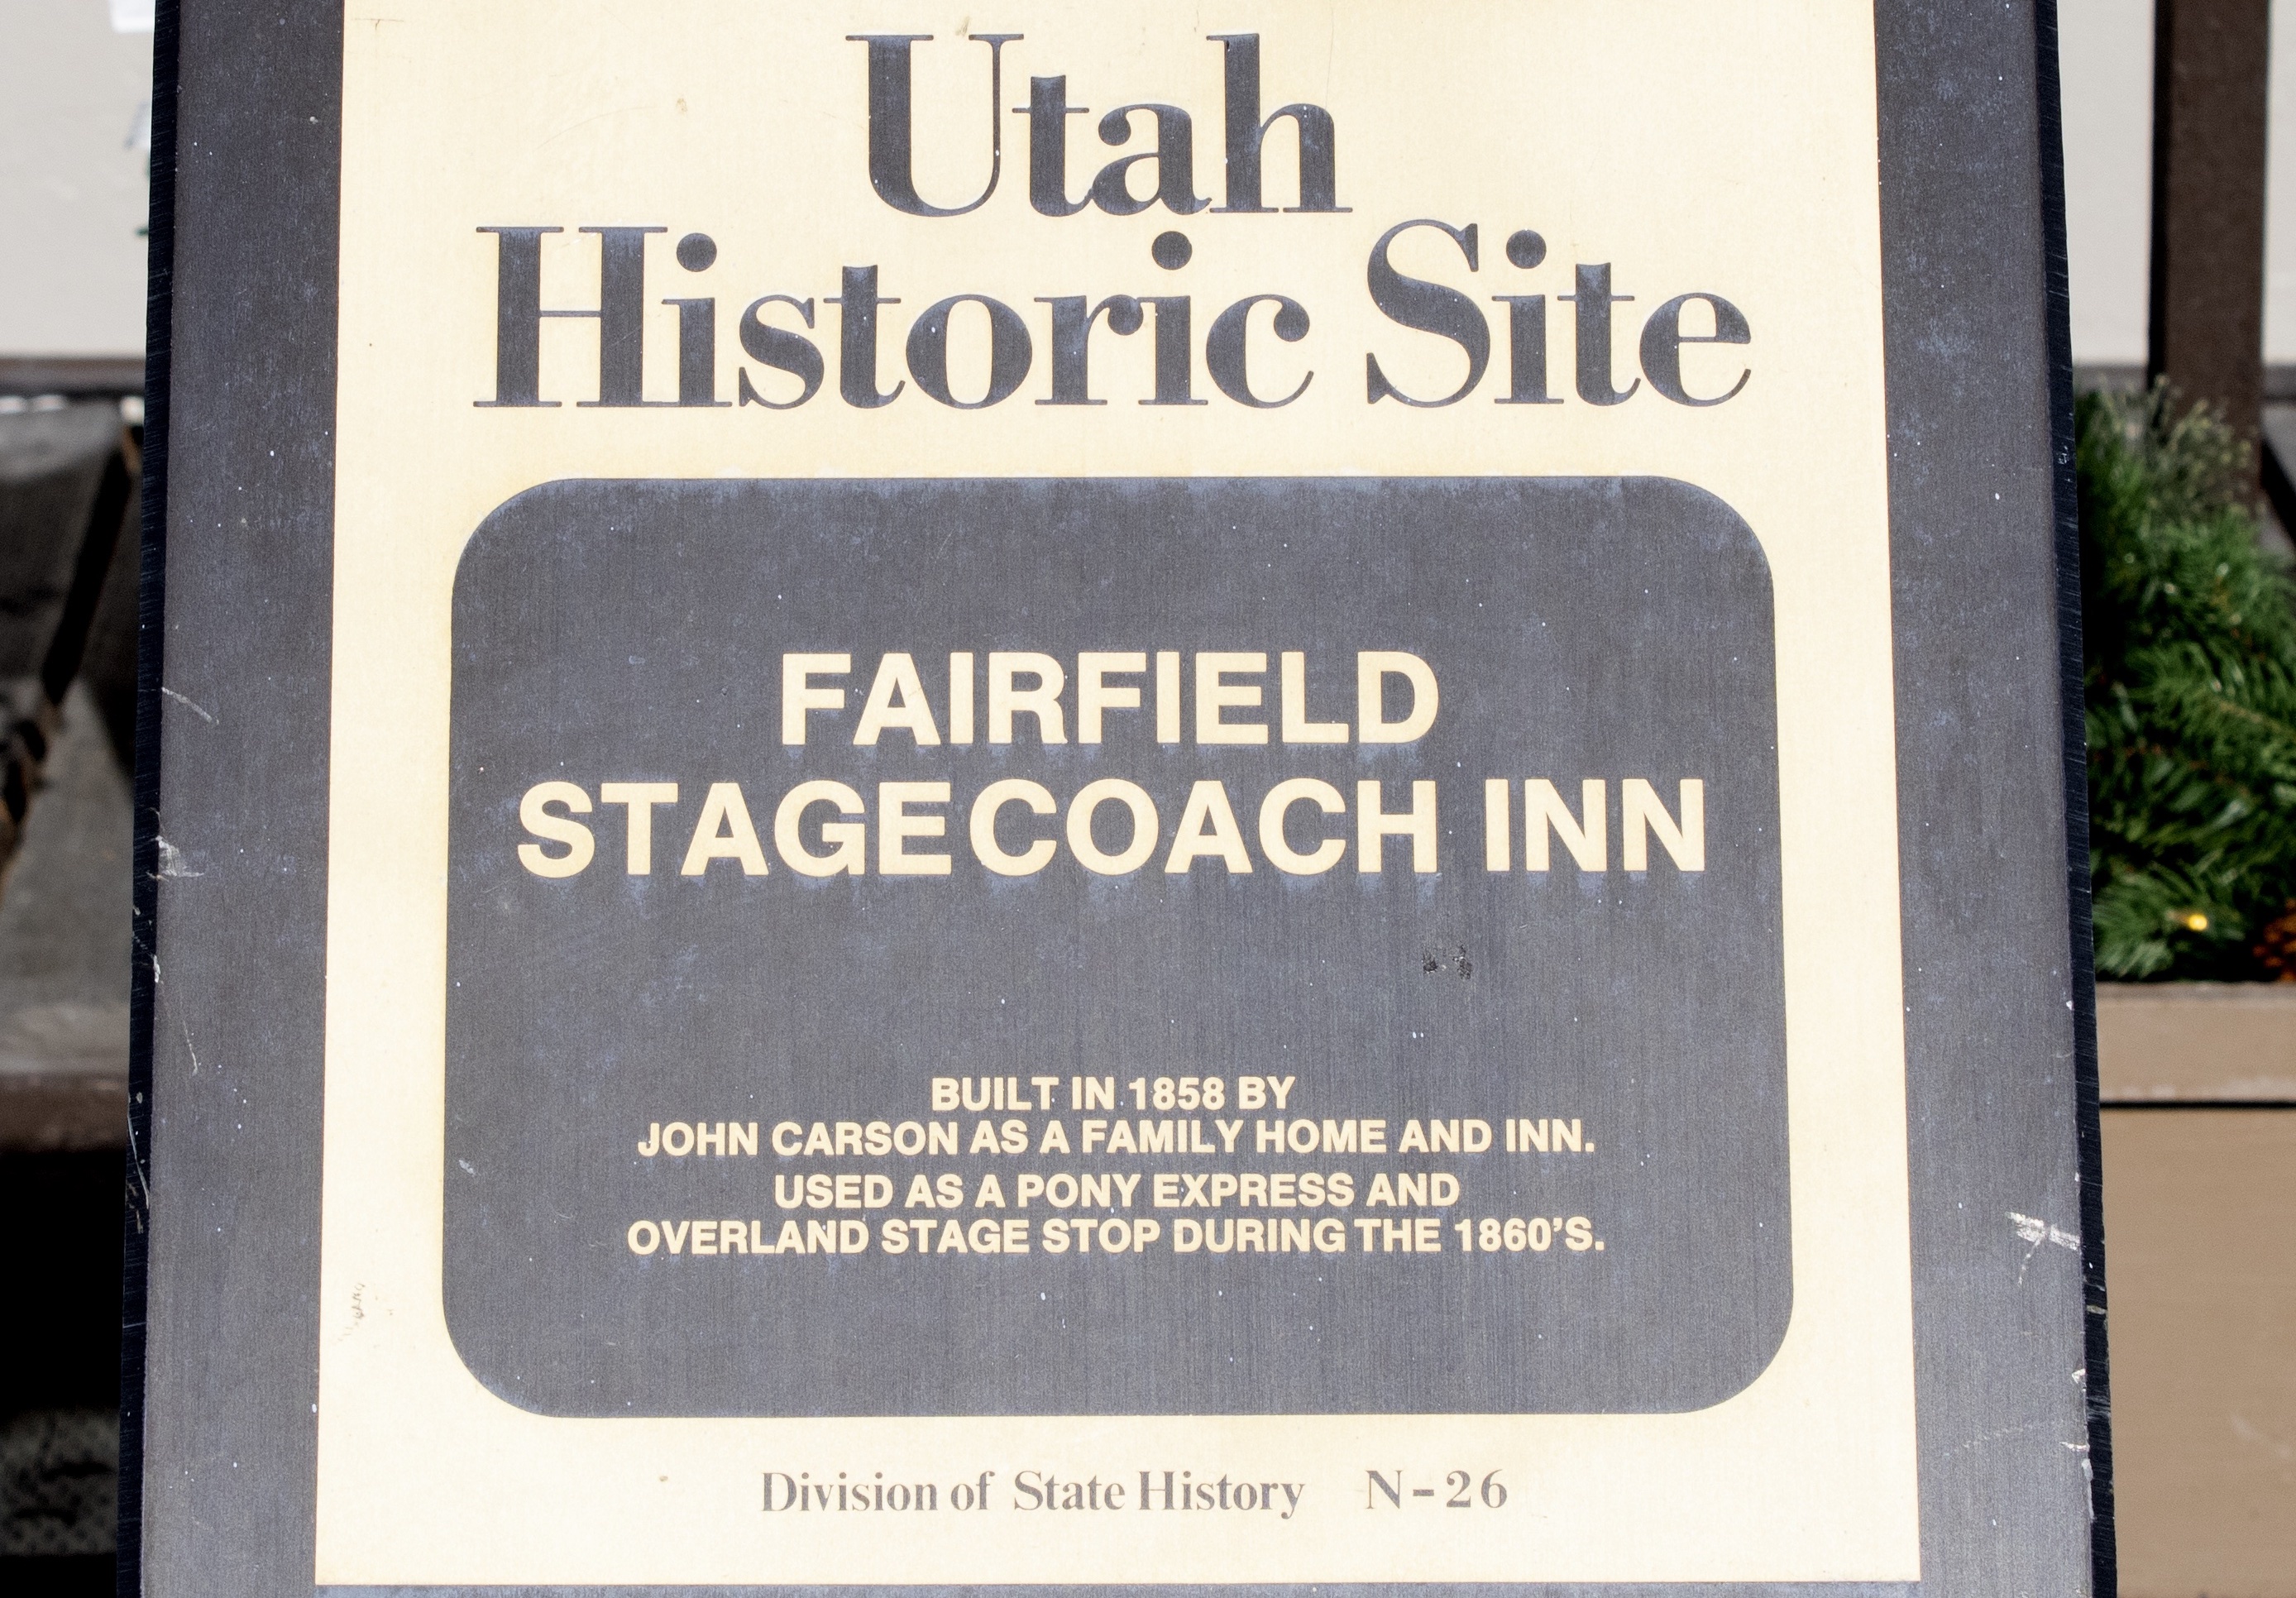 Utah
Historic Site
FAIRFIELD
STAGECOACH INN
BUILT IN 1858 BY
JOHN CARSON AS A FAMILY HOME AND INN.
USED AS A PONY EXPRESS AND
OVERLAND STAGE STOP DURING THE 1860'S.
Division of State History N-26